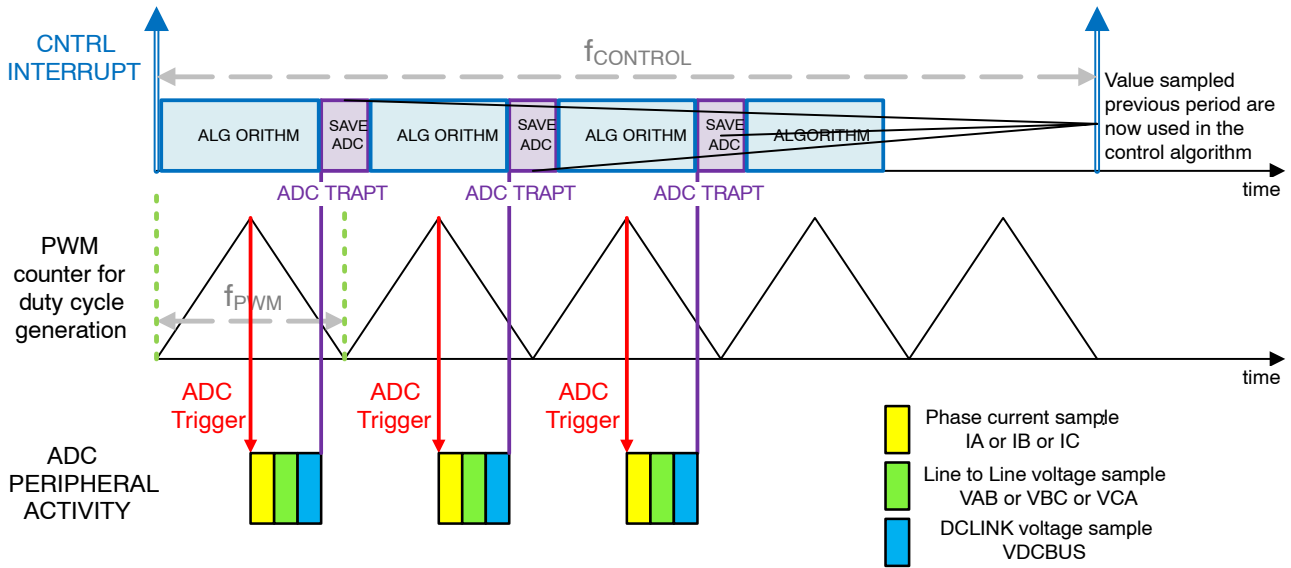 CNTRL
INTERRUPT
fCONTROL
Value sampled
previous period are
now used in the
control algorithm
ALG ORITHM
SAVE
ADC
ALG ORITHM
SAVE
ADC
ALG ORITHM
SAVE
ADC
ALGORITHM
time
ADC TRAPT
ADC TRAPT
ADC TRAPT
PWM
counter for
duty cycle
generation
fPWM
time
ADC
Trigger
ADC
Trigger
ADC
Trigger
ADC
PERIPHERAL
ACTIVITY
Phase current sample
IA or IB or IC
Line to Line voltage sample
VAB or VBC or VCA
DCLINK voltage sample
VDCBUS